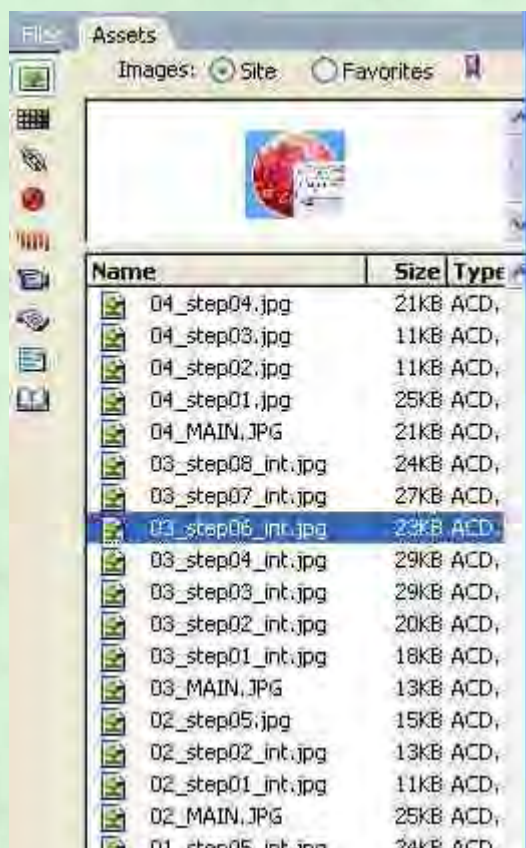 Files Assets
Images: Site Favorites
Name Size Type
04_step04.jpg 21KB ACD,
04_step03.jpg 11KB ACD,
04_step02.jpg 11KB ACD,
04_step01.jpg 25KB ACD,
04_MAIN.JPG 21KB ACD,
03_step08_int.jpg 24KB ACD,
03_step07_int.jpg 27KB ACD,
03_step06_int.jpg 23KB ACD,
03_step04_int.jpg 29KB ACD,
03_step03_int.jpg 29KB ACD,
03_step02_int.jpg 20KB ACD,
03_step01_int.jpg 18KB ACD,
03_MAIN.JPG 13KB ACD,
02_step05.jpg 15KB ACD,
02_step02_int.jpg 13KB ACD,
02_step01_int.jpg 11KB ACD,
02_MAIN.JPG 25KB ACD,
01_step05_int.jpg 24KB ACD,